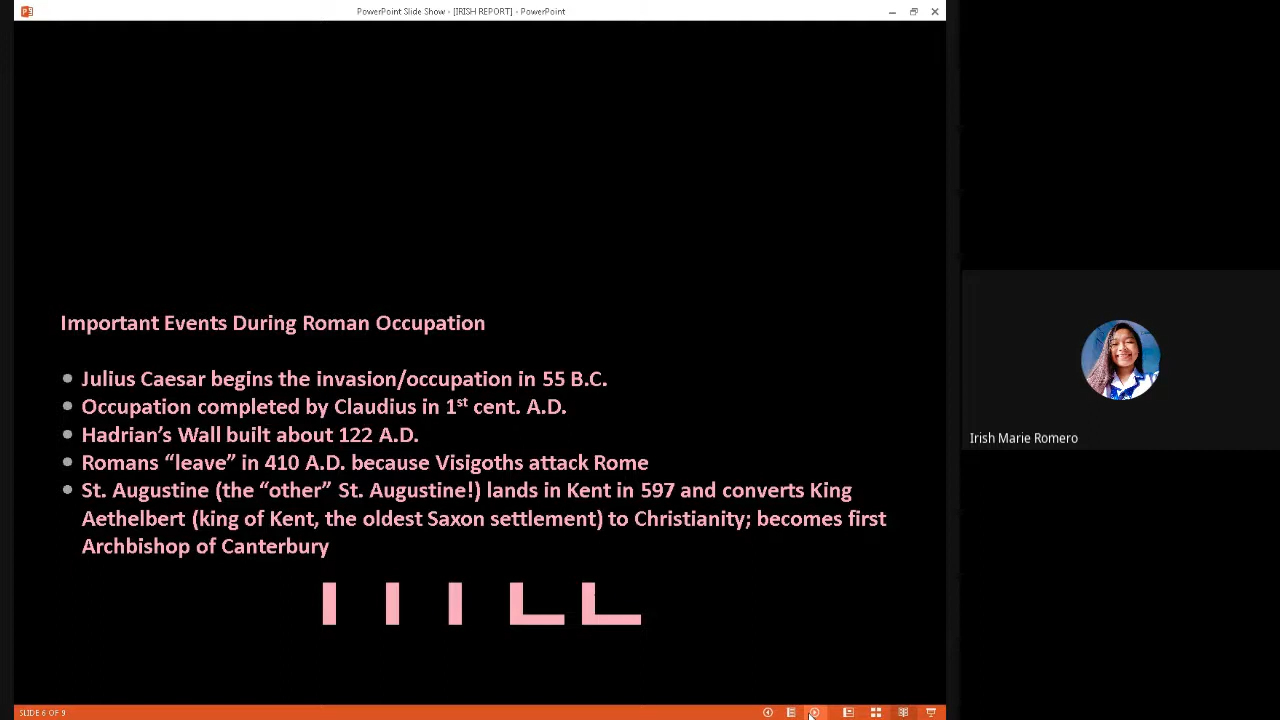 PowerPoint Slide Show - [IRISH REPORT] - PowerPoint
Important Events During Roman Occupation
Julius Caesar begins the invasion/occupation in 55 B.C.
Occupation completed by Claudius in 1st cent. A.D.
Hadrian’s Wall built about 122 A.D.
Romans “leave” in 410 A.D. because Visigoths attack Rome
St. Augustine (the “other” St. Augustine!) lands in Kent in 597 and converts King
Aethelbert (king of Kent, the oldest Saxon settlement) to Christianity; becomes first
Archbishop of Canterbury
Irish Marie Romero
SLIDE 6 OF 9